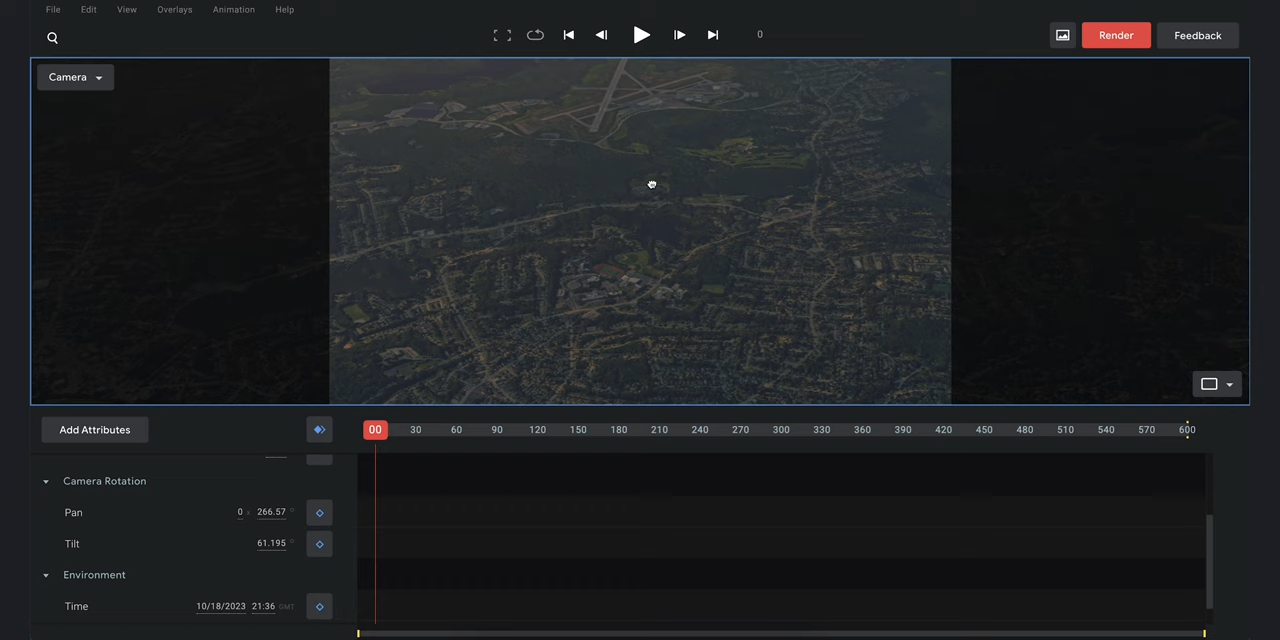 File Edit View Overlays Animation Help
0 Render Feedback
Camera
Add Attributes 00 30 60 90 120 150 180 210 240 270 300 330 360 390 420 450 480 510 540 570 600
Camera Rotation
Pan 0 x 266.57 °
Tilt 61.195 °
Environment
Time 10/18/2023 21:36 GMT